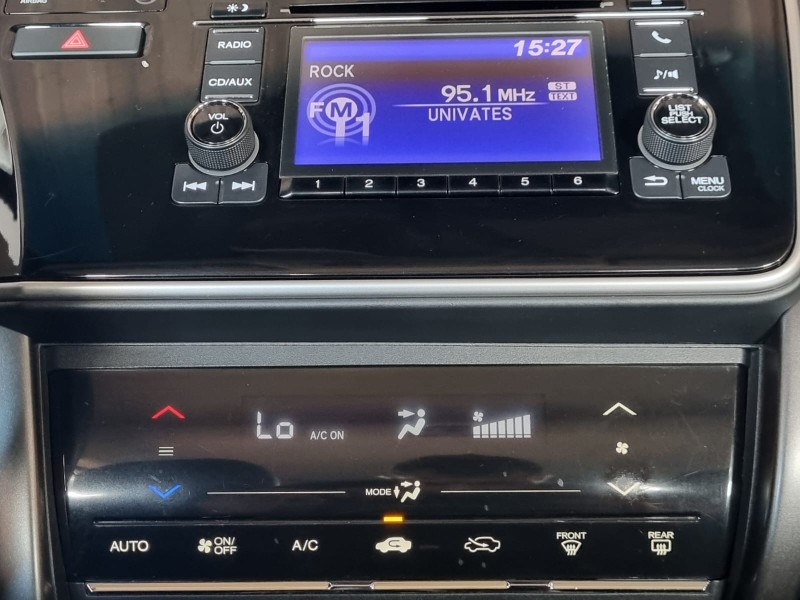 AIRBAG
RADIO
CD/AUX
VOL
15:27
ROCK
FM1
95.1 MHz
ST
TEXT
UNIVATES
1 2 3 4 5 6
LIST
PUSH
SELECT
MENU
CLOCK
Lo
A/C ON
MODE
AUTO
ON/
OFF
A/C
FRONT
REAR